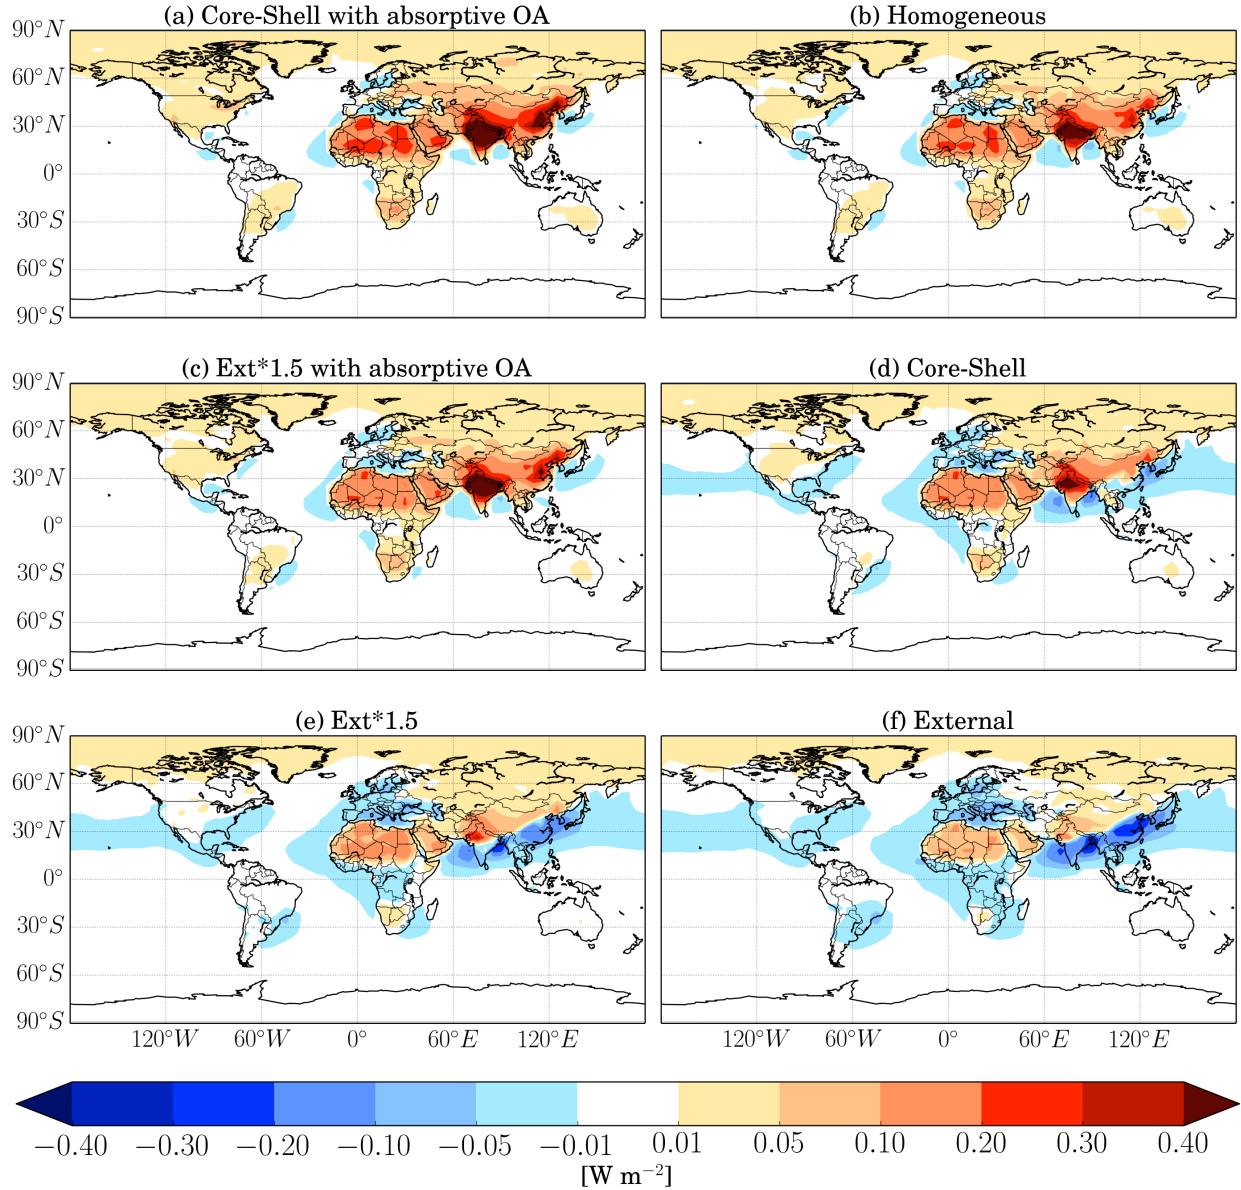 (a) Core-Shell with absorptive OA
(b) Homogeneous
90°N
60°N
30°N
0°
30°S
60°S
90°S
(c) Ext*1.5 with absorptive OA
(d) Core-Shell
90°N
60°N
30°N
0°
30°S
60°S
90°S
(e) Ext*1.5
(f) External
90°N
60°N
30°N
0°
30°S
60°S
90°S
120°W 60°W 0° 60°E 120°E
120°W 60°W 0° 60°E 120°E
−0.40 −0.30 −0.20 −0.10 −0.05 −0.01 0.01 0.05 0.10 0.20 0.30 0.40
[W m⁻²]